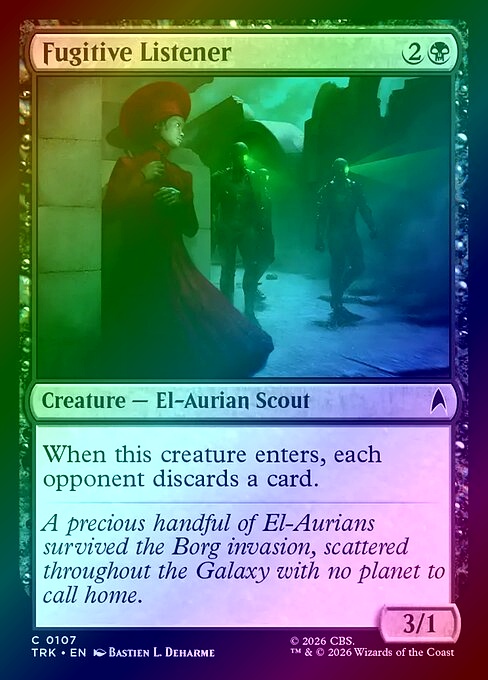 Fugitive Listener
2
Creature — El-Aurian Scout
When this creature enters, each
opponent discards a card.
A precious handful of El-Aurians
survived the Borg invasion, scattered
throughout the Galaxy with no planet to
call home.
3/1
C 0107
TRK • EN Bastien L. Deharme
© 2026 CBS.
™ & © 2026 Wizards of the Coast